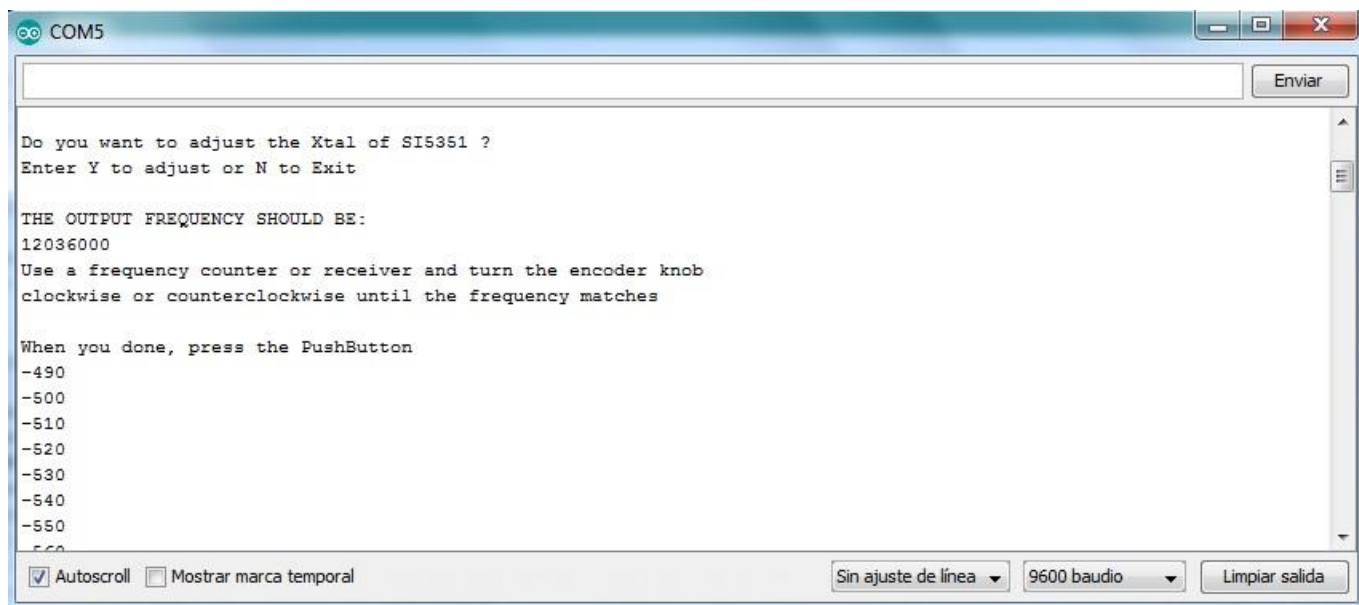 COM5
Enviar
Do you want to adjust the Xtal of SI5351 ?
Enter Y to adjust or N to Exit
THE OUTPUT FREQUENCY SHOULD BE:
12036000
Use a frequency counter or receiver and turn the encoder knob
clockwise or counterclockwise until the frequency matches
When you done, press the PushButton
-490
-500
-510
-520
-530
-540
-550
Autoscroll Mostrar marca temporal Sin ajuste de línea 9600 baudio Limpiar salida